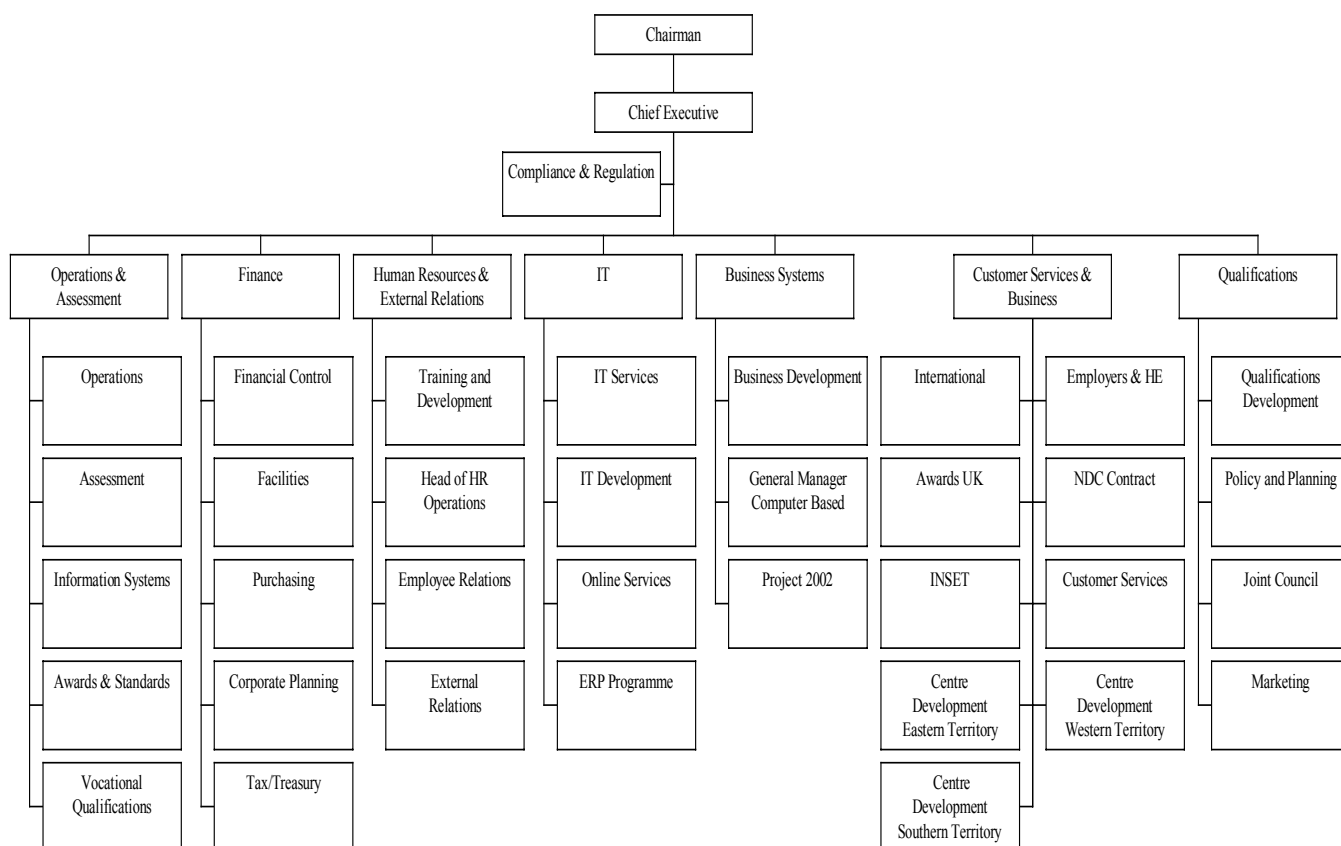 Chairman
Chief Executive
Compliance & Regulation
Operations &
Assessment
Finance
Human Resources &
External Relations
IT
Business Systems
Customer Services &
Business
Qualifications
Operations
Financial Control
Training and
Development
IT Services
Business Development
International
Employers & HE
Qualifications
Development
Assessment
Facilities
Head of HR
Operations
IT Development
General Manager
Computer Based
Awards UK
NDC Contract
Policy and Planning
Information Systems
Purchasing
Employee Relations
Online Services
Project 2002
INSET
Customer Services
Joint Council
Awards & Standards
Corporate Planning
External
Relations
ERP Programme
Centre
Development
Eastern Territory
Centre
Development
Western Territory
Marketing
Vocational
Qualifications
Tax/Treasury
Centre
Development
Southern Territory